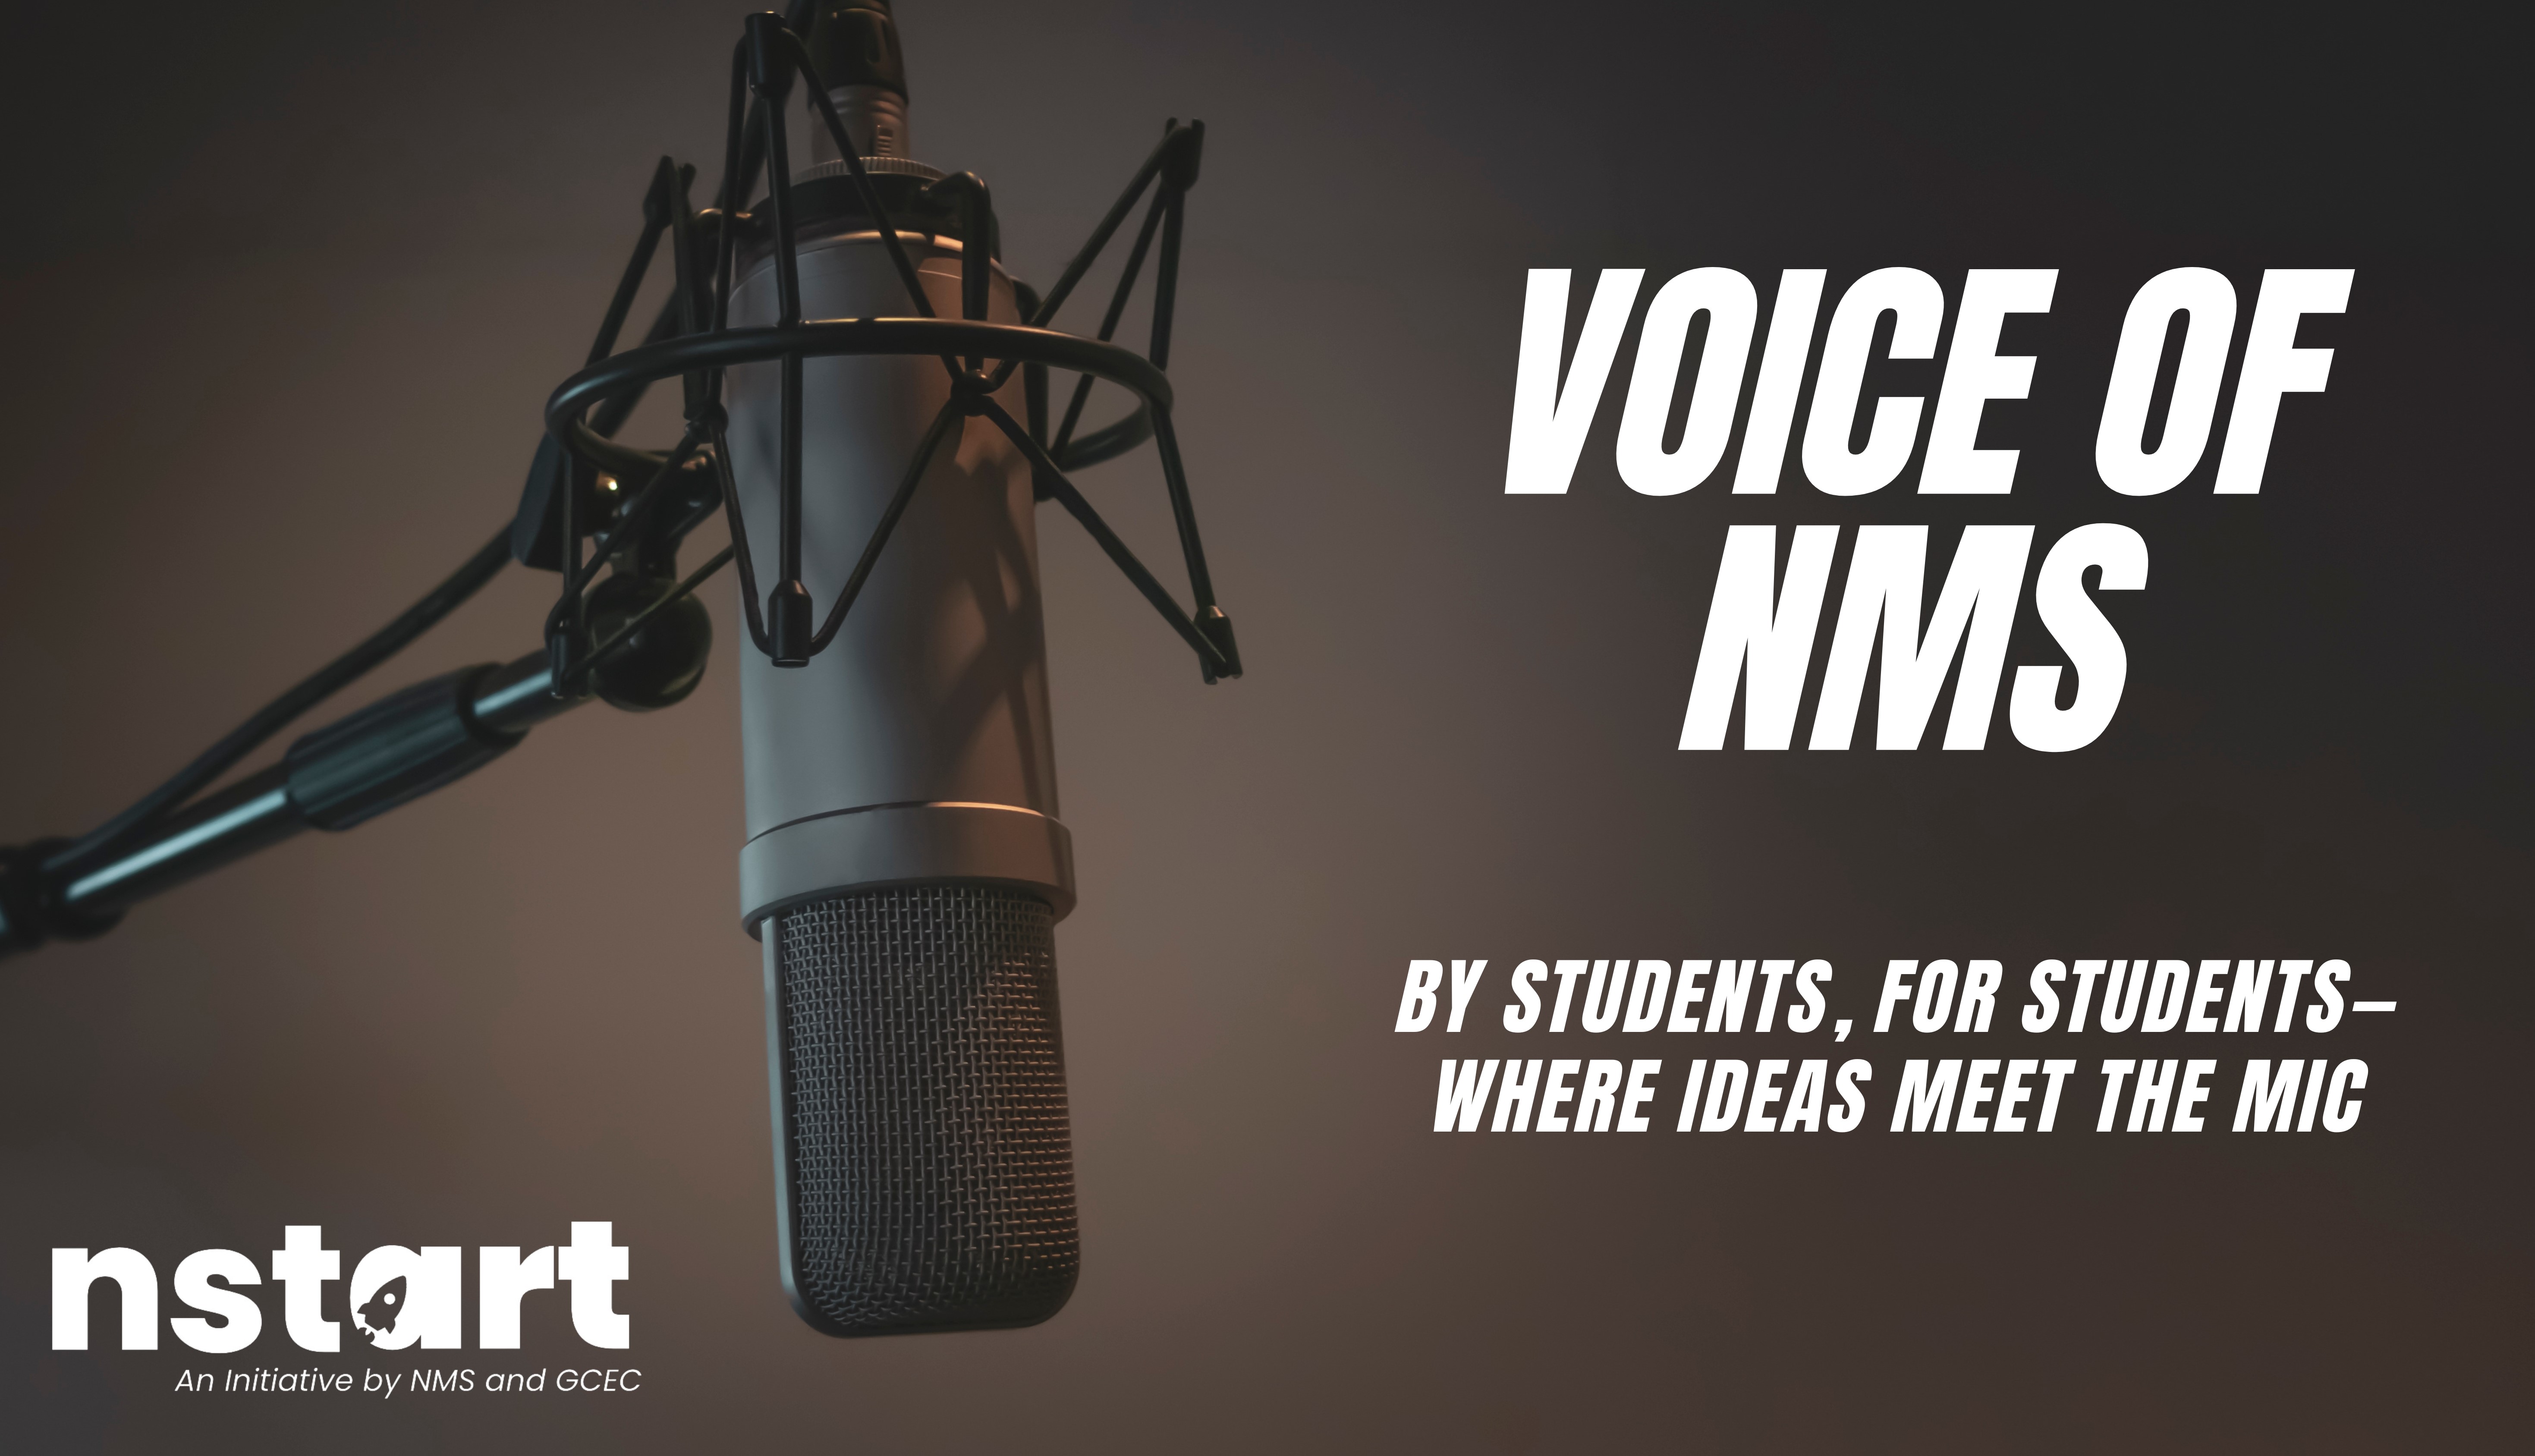 VOICE OF
NMS
BY STUDENTS, FOR STUDENTS—
WHERE IDEAS MEET THE MIC
nstart
An Initiative by NMS and GCEC